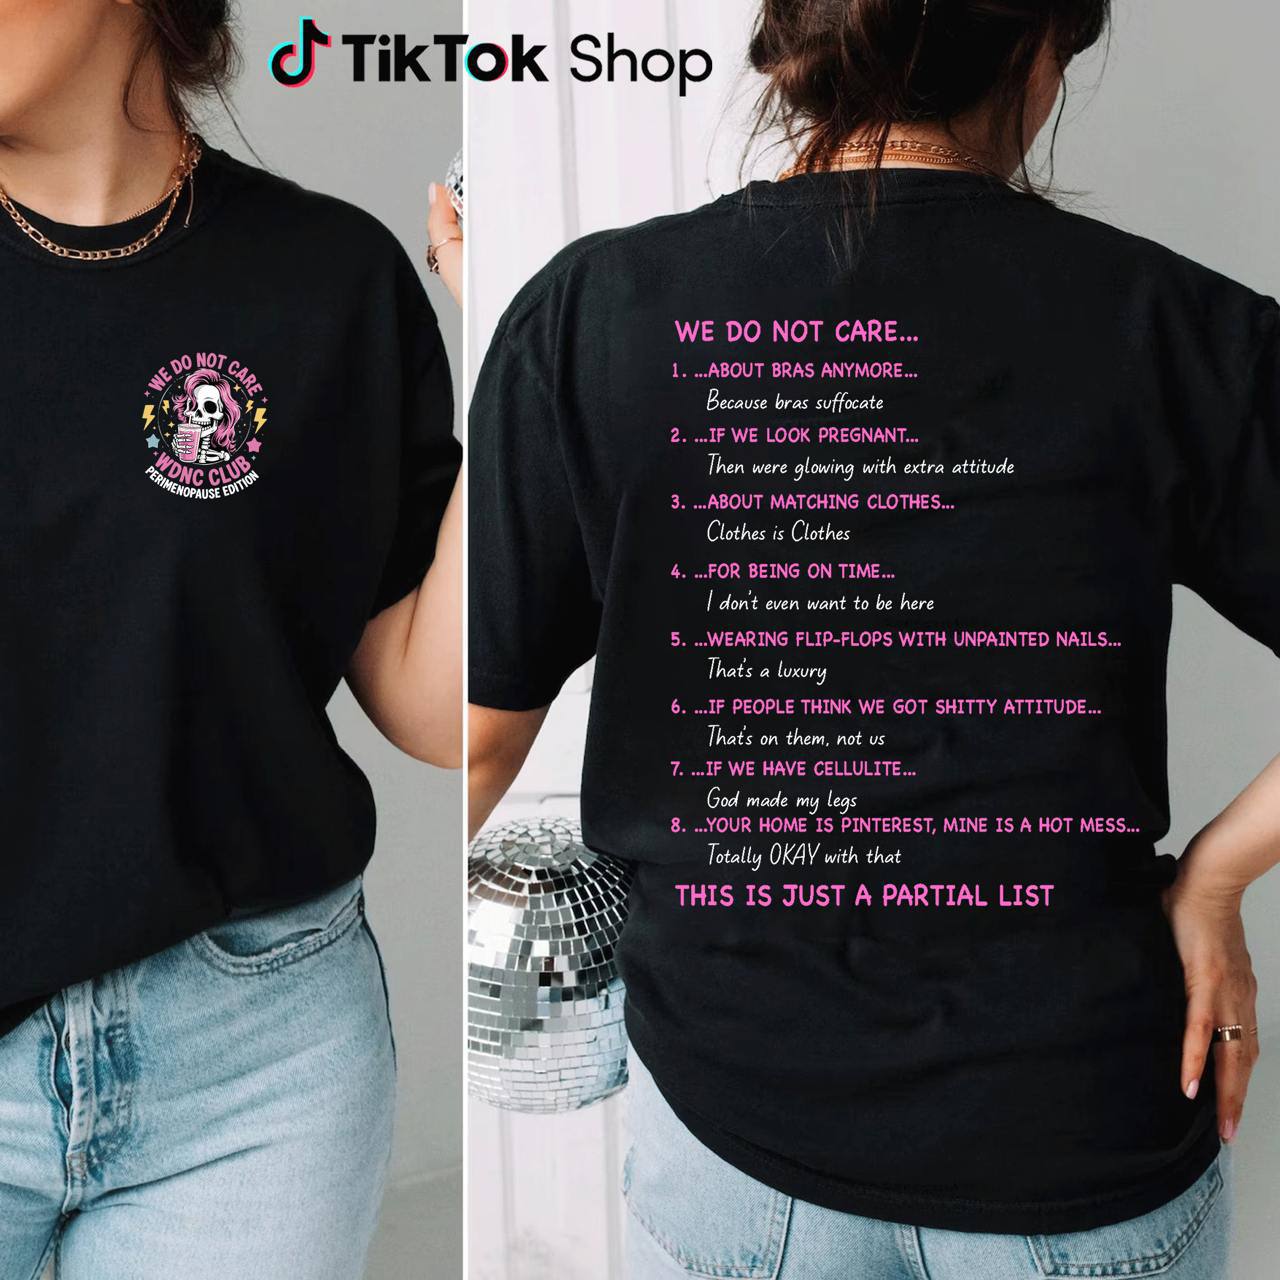 TikTok Shop
WE DO NOT CARE
WDNC CLUB
PERIMENOPAUSE EDITION
WE DO NOT CARE...
1. ...ABOUT BRAS ANYMORE...
Because bras suffocate
2. ...IF WE LOOK PREGNANT...
Then were glowing with extra attitude
3. ...ABOUT MATCHING CLOTHES...
Clothes is Clothes
4. ...FOR BEING ON TIME...
I don't even want to be here
5. ...WEARING FLIP-FLOPS WITH UNPAINTED NAILS...
That's a luxury
6. ...IF PEOPLE THINK WE GOT SHITTY ATTITUDE...
That's on them, not us
7. ...IF WE HAVE CELLULITE...
God made my legs
8. ...YOUR HOME IS PINTEREST, MINE IS A HOT MESS...
Totally OKAY with that
THIS IS JUST A PARTIAL LIST